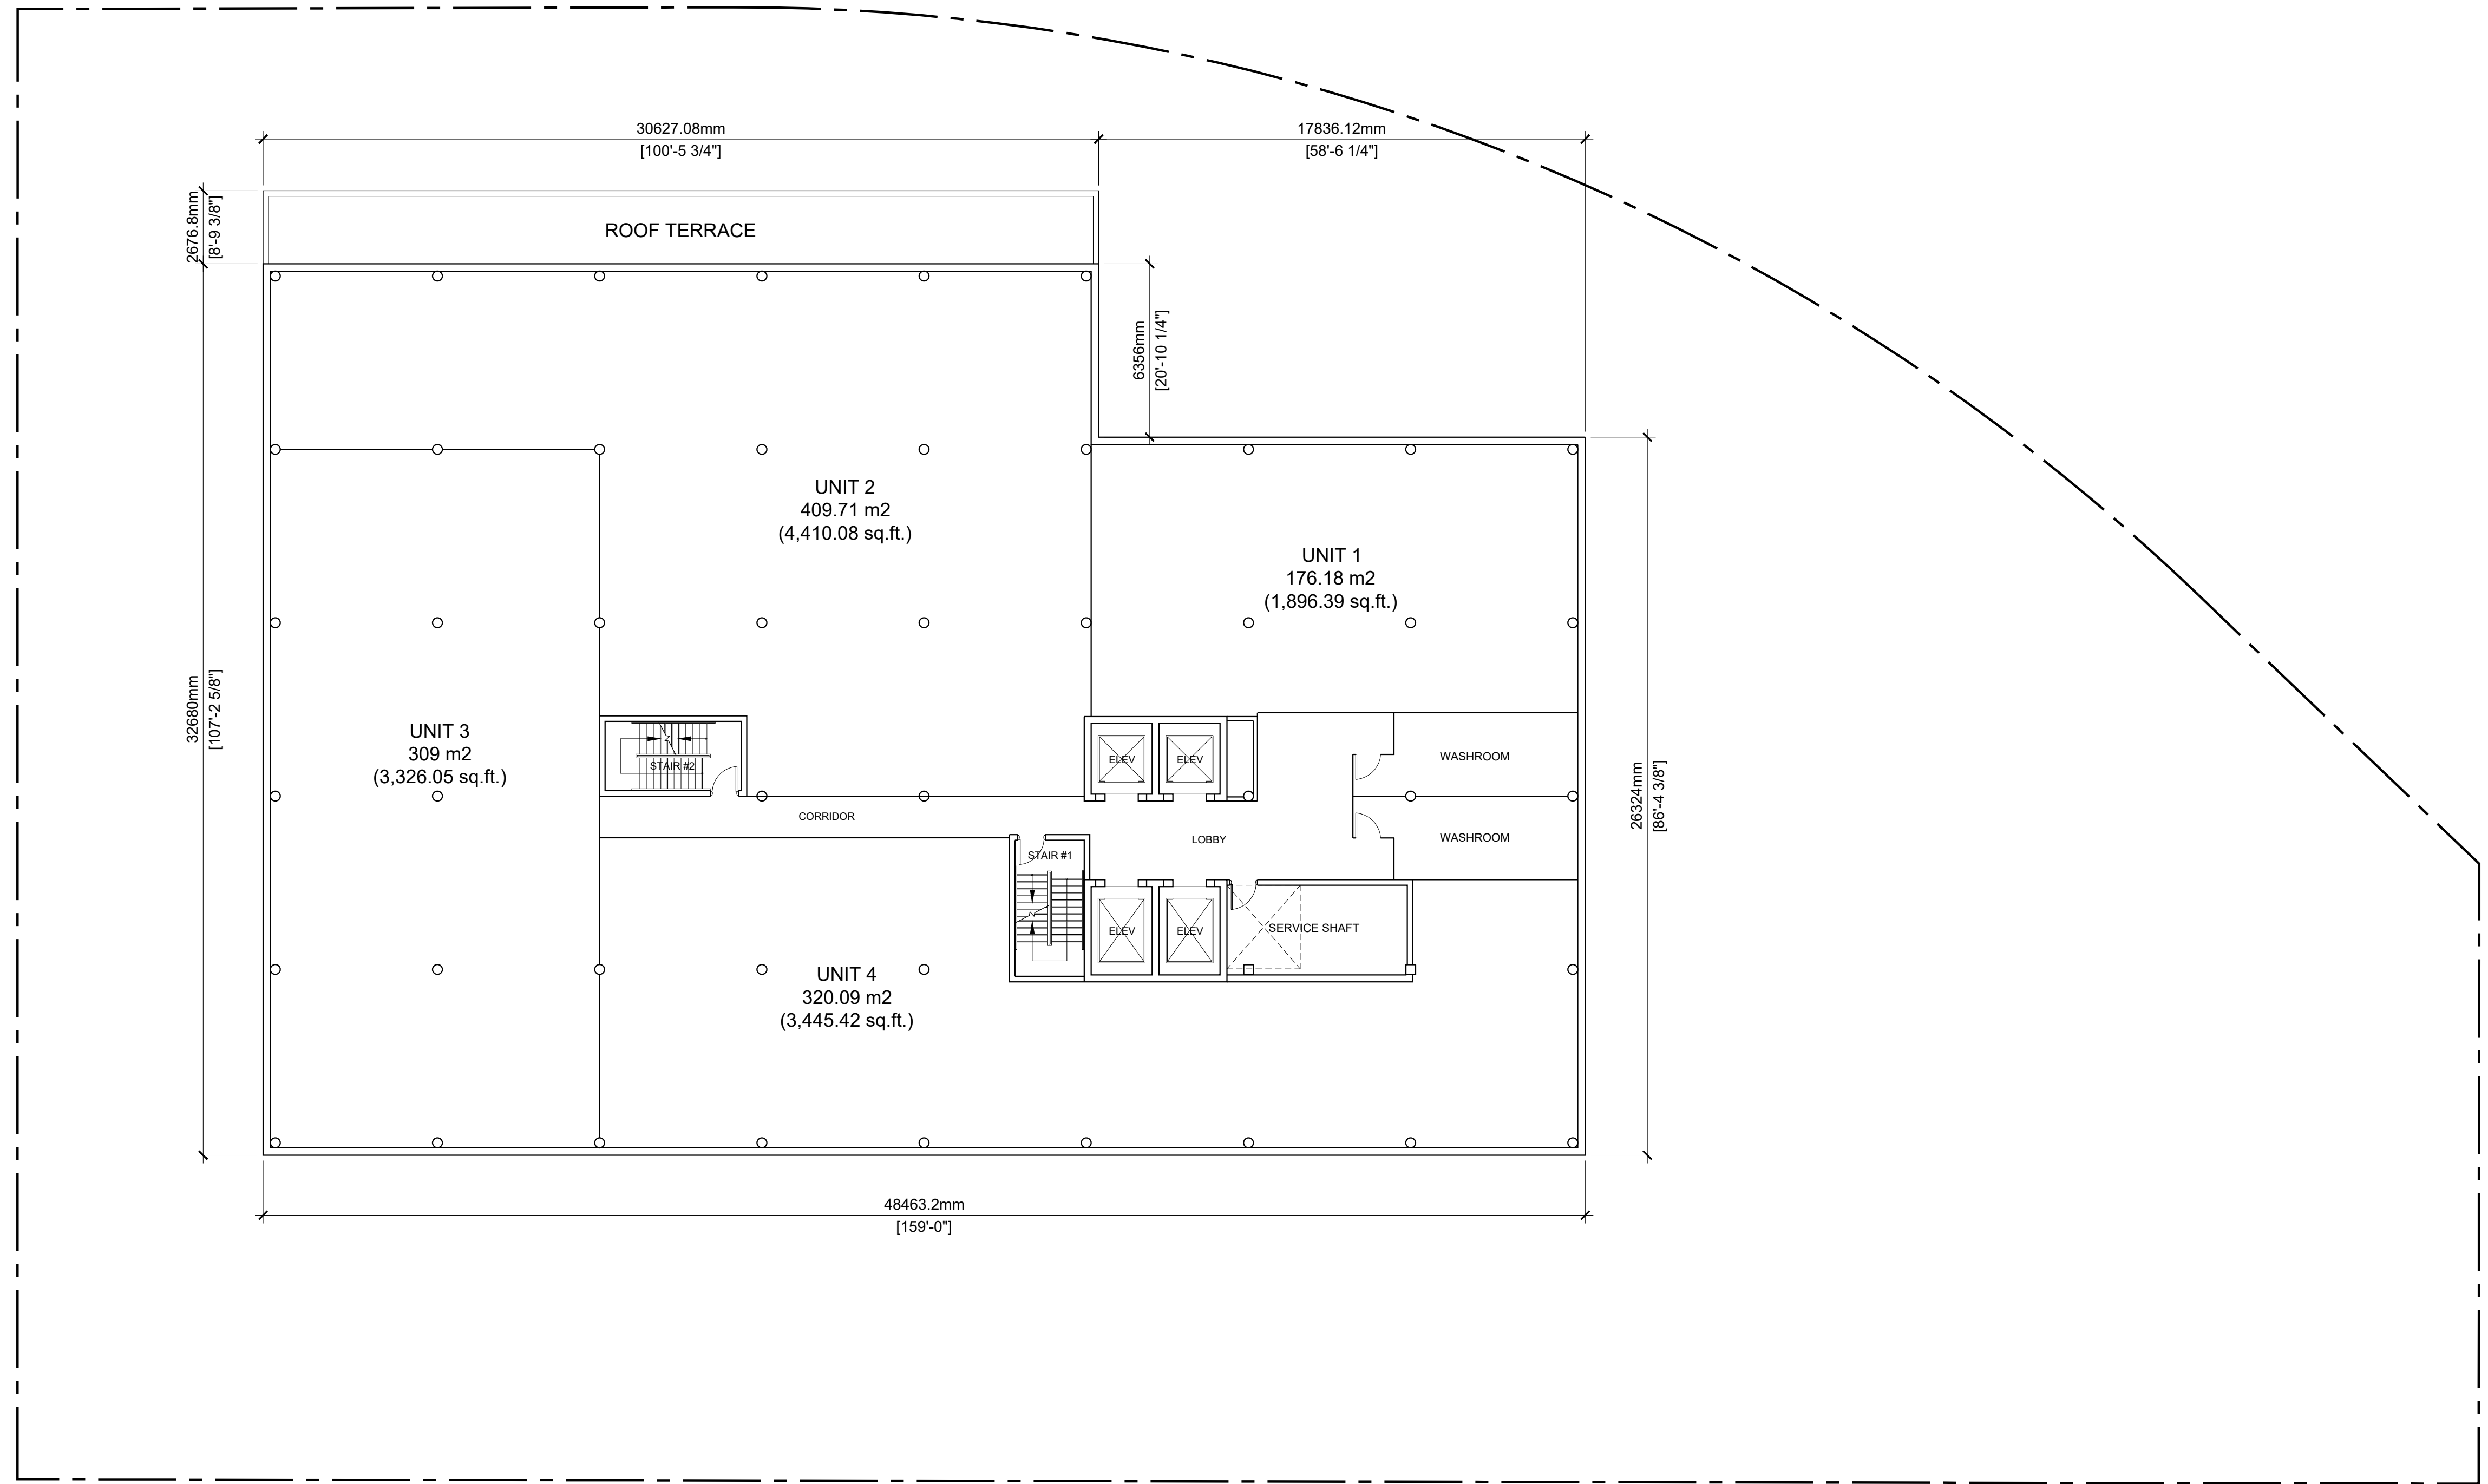 30627.08mm
[100'-5 3/4"]
17836.12mm
[58'-6 1/4"]
2676.8mm
[8'-9 3/8"]
ROOF TERRACE
6356mm
[20'-10 1/4"]
UNIT 2
409.71 m2
(4,410.08 sq.ft.)
UNIT 1
176.18 m2
(1,896.39 sq.ft.)
32680mm
[107'-2 5/8"]
UNIT 3
309 m2
(3,326.05 sq.ft.)
STAIR #2
ELEV
ELEV
WASHROOM
26324mm
[86'-4 3/8"]
CORRIDOR
LOBBY
WASHROOM
STAIR #1
ELEV
ELEV
SERVICE SHAFT
UNIT 4
320.09 m2
(3,445.42 sq.ft.)
48463.2mm
[159'-0"]